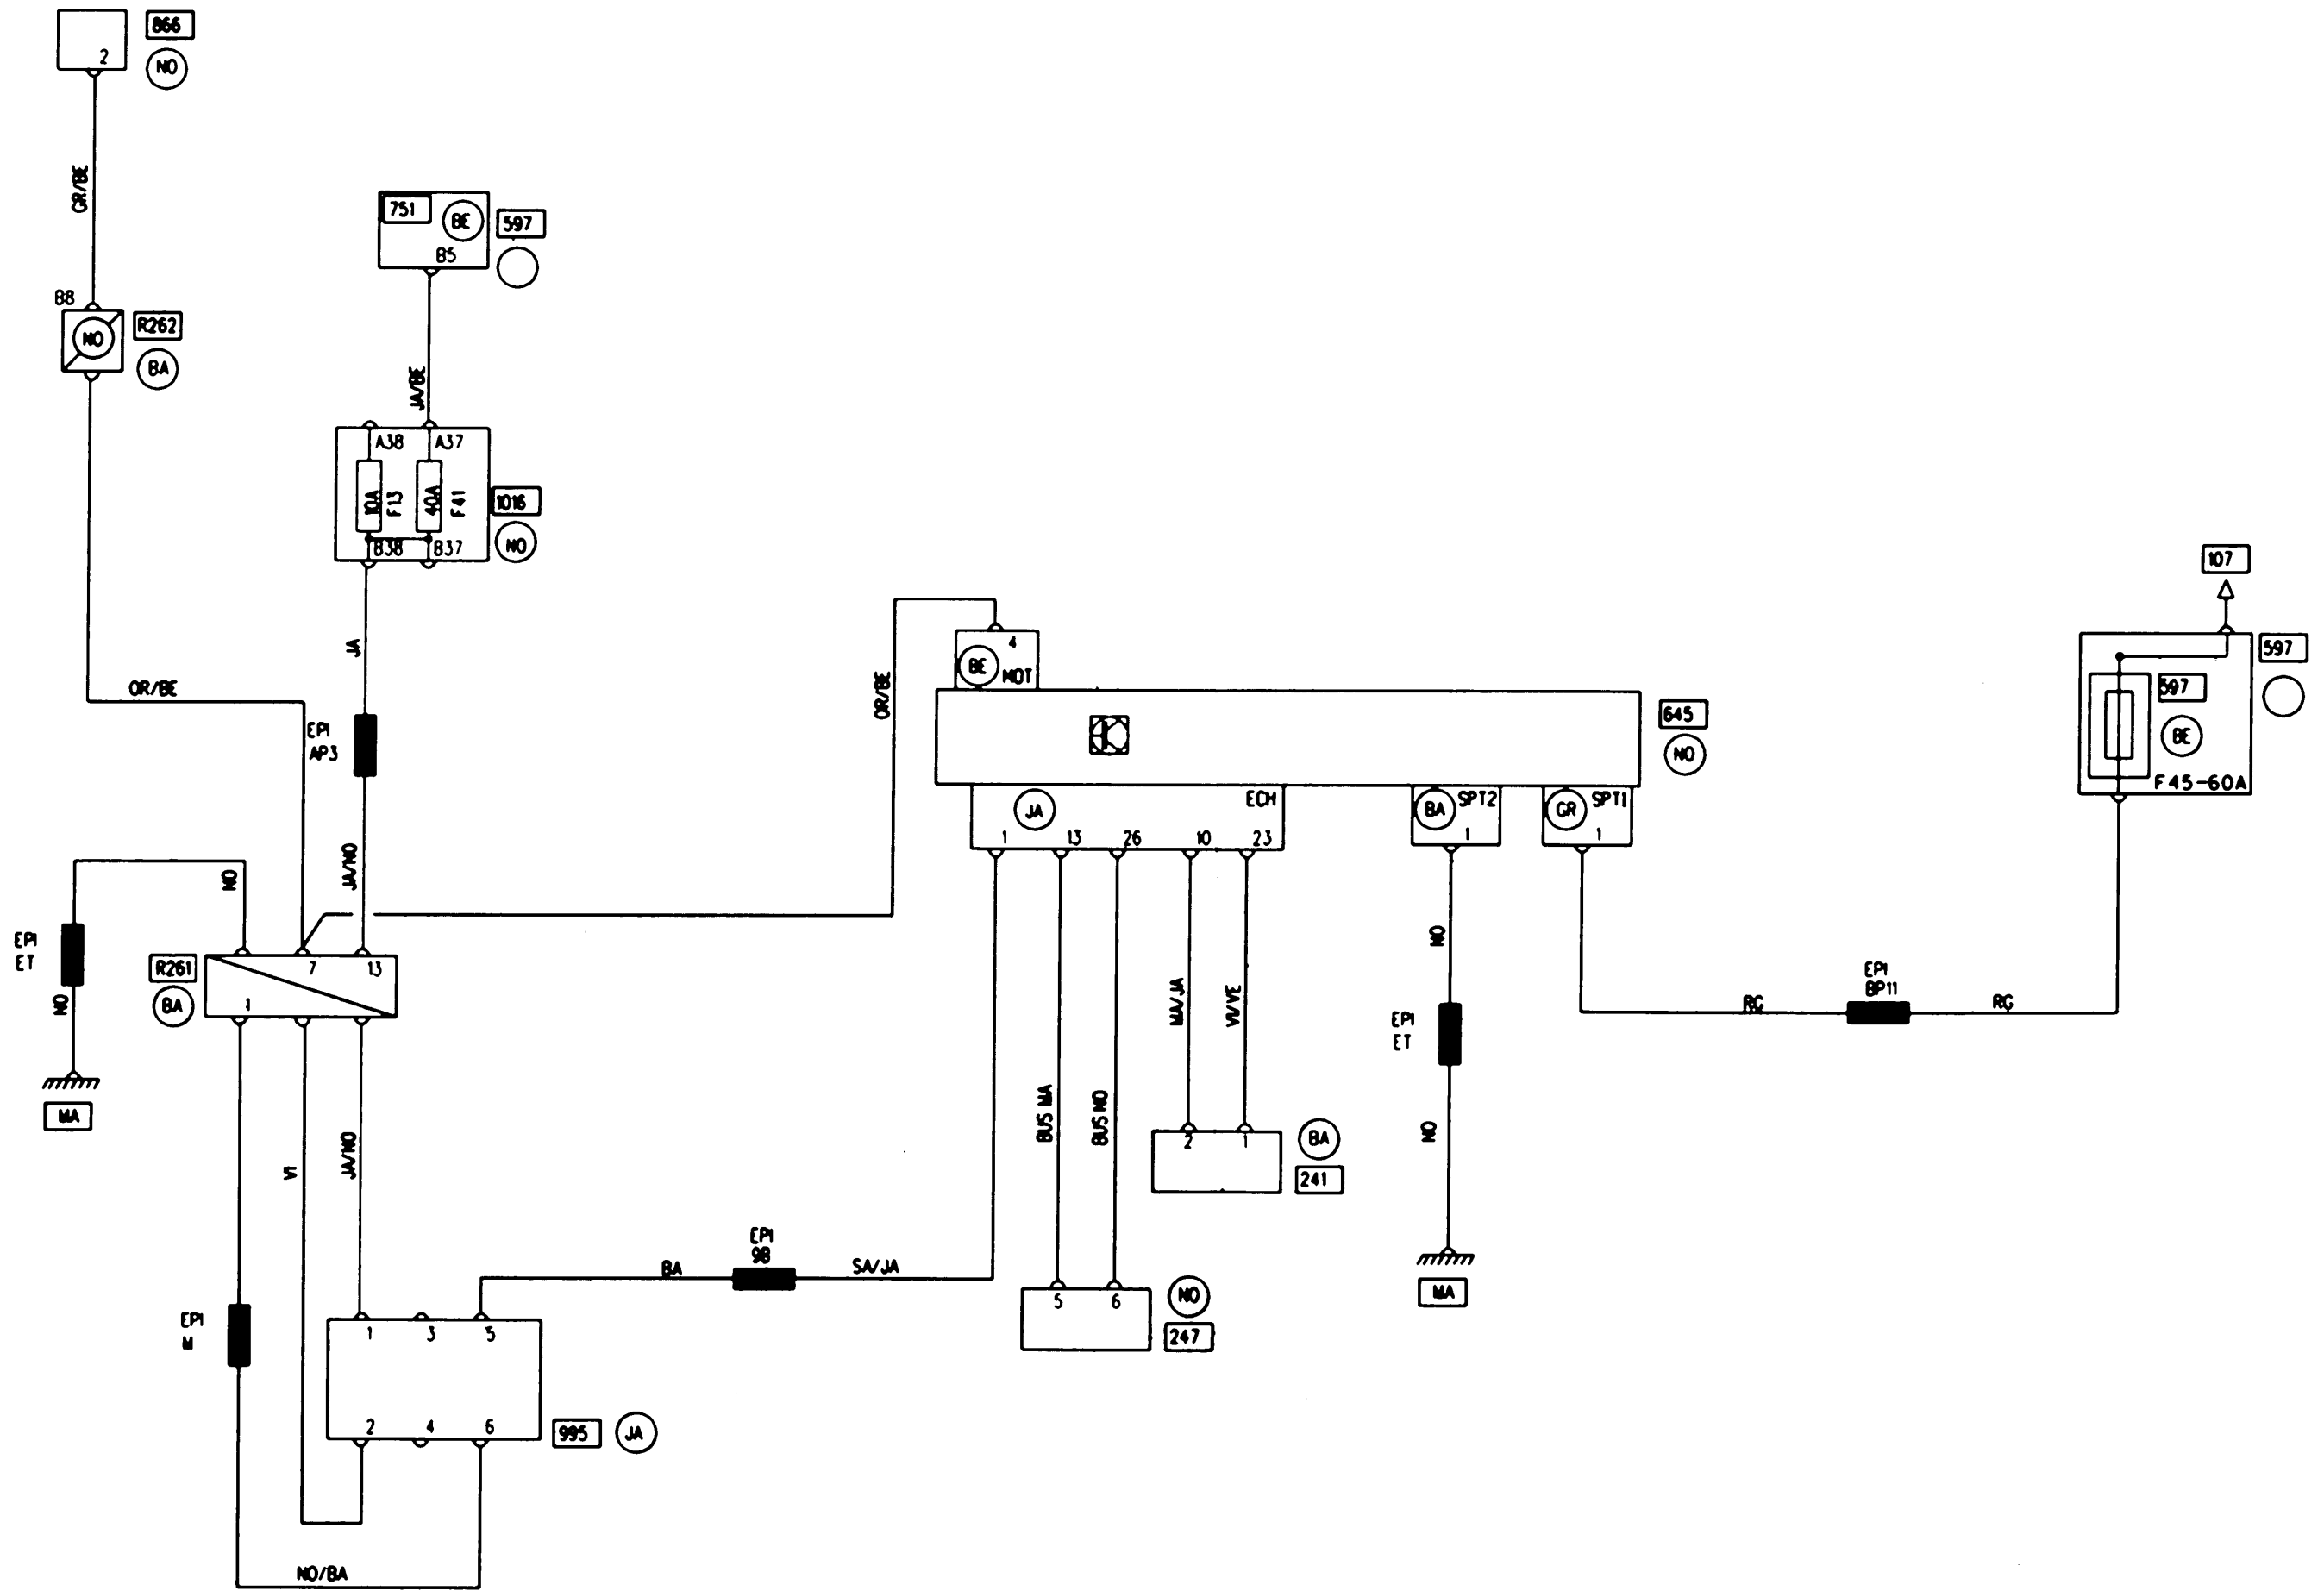 866
2
NO
GR/BE
751
BE
597
B5
B8
R262
NO
BA
JA/BE
A38
A37
10A
F13
40A
F41
1016
NO
B38
B37
107
4
BE
MOT
597
JA
OR/BE
OR/BE
597
645
EPI
AP3
BE
NO
F45-60A
ECH
JA
BA
SPT2
GR
SPT1
1
13
26
10
23
1
1
JA/NO
NO
NO
EPI
ET
R261
7
13
EPI
BP11
BA
1
NO
MA/JA
VI/VE
RG
RG
EPI
ET
MA
BUS MA
BUS NO
JA/NO
VI
NO
2
1
BA
241
EPI
98
BA
SA/JA
MA
5
6
NO
247
EPI
M
1
3
5
2
4
6
995
JA
NO/BA